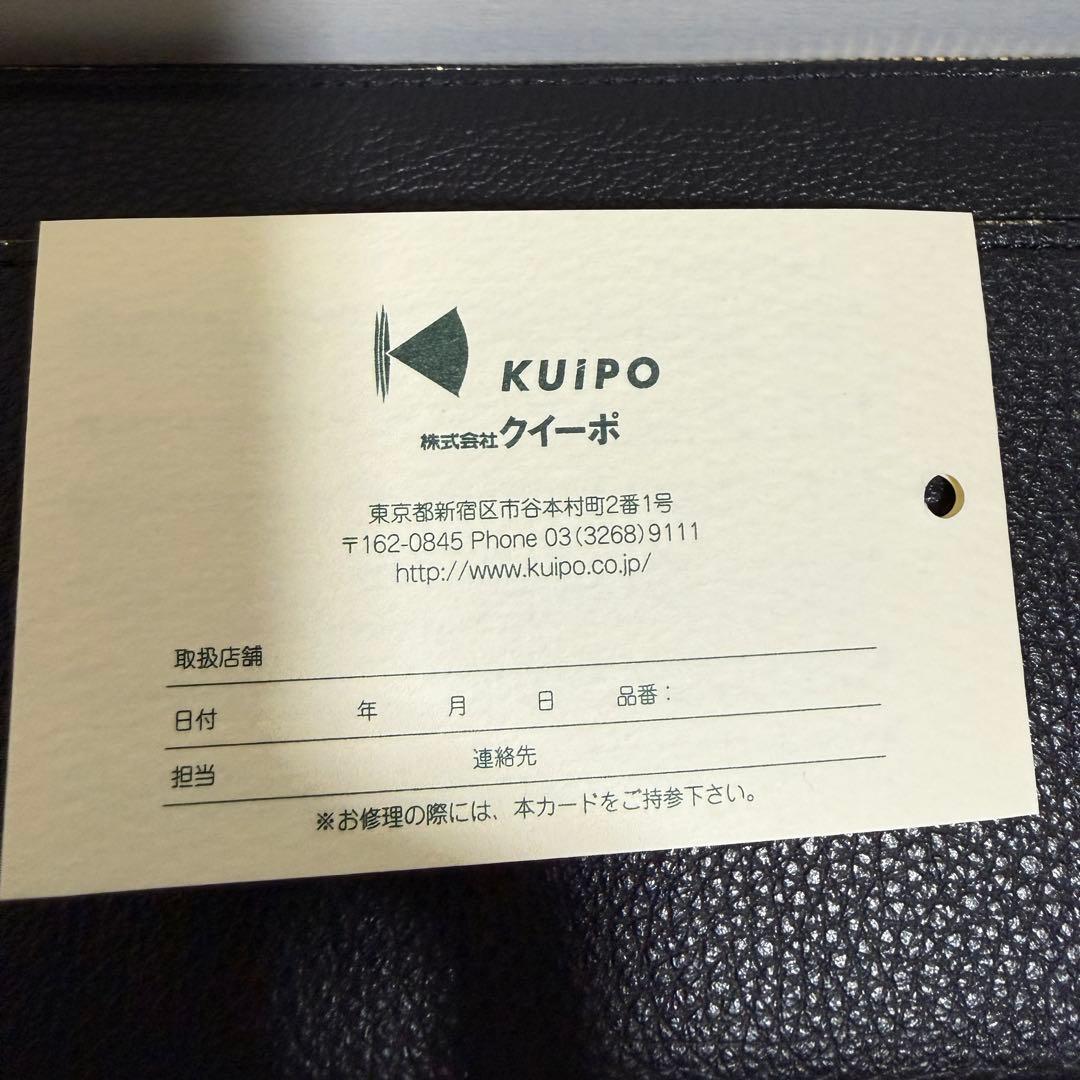 KUiPO
株式会社クイーポ
東京都新宿区市谷本村町2番1号
〒162-0845 Phone 03(3268)9111
http://www.kuipo.co.jp/
取扱店舗
日付 年 月 日 品番：
担当 連絡先
※お修理の際には、本カードをご持参下さい。